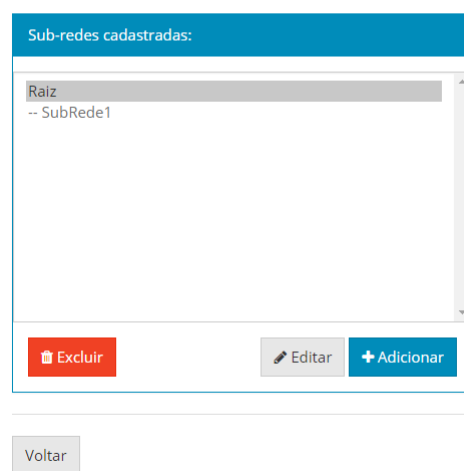 Sub-redes cadastradas:
Raiz
-- SubRede1
Excluir
Editar
Adicionar
Voltar